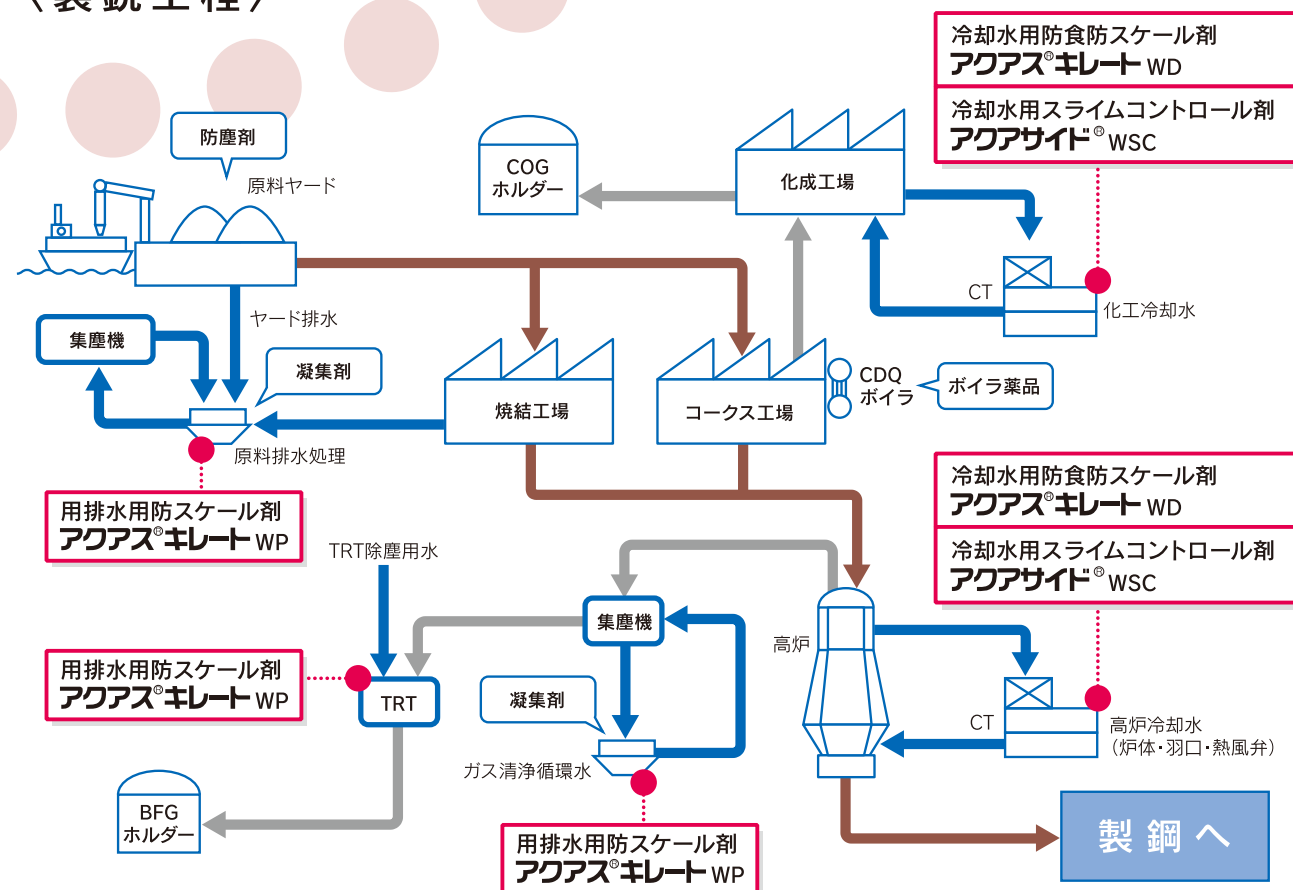 〈製銑工程〉
冷却水用防食防スケール剤
アクアス®キレート WD
冷却水用スライムコントロール剤
アクアサイド® WSC
防塵剤
原料ヤード
COG
ホルダー
化成工場
CT
化工冷却水
ヤード排水
集塵機
凝集剤
焼結工場
コークス工場
CDQ
ボイラ
ボイラ薬品
原料排水処理
用排水用防スケール剤
アクアス®キレート WP
冷却水用防食防スケール剤
アクアス®キレート WD
冷却水用スライムコントロール剤
アクアサイド® WSC
TRT除塵用水
集塵機
高炉
用排水用防スケール剤
アクアス®キレート WP
TRT
凝集剤
CT
高炉冷却水
（炉体・羽口・熱風弁）
ガス清浄循環水
BFG
ホルダー
用排水用防スケール剤
アクアス®キレート WP
製鋼へ